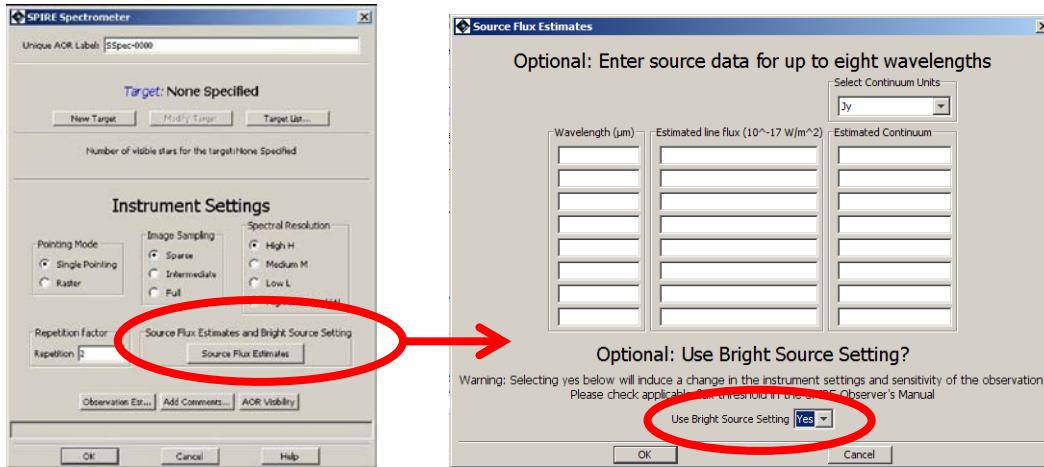 SPIRE Spectrometer
Unique AOR Label: SSpec-0000
Target: None Specified
New Target Modify Target Target List...
Number of visible stars for the target:None Specified
Instrument Settings
Pointing Mode
Single Pointing
Raster
Image Sampling
Sparse
Intermediate
Full
Spectral Resolution
High H
Medium M
Low L
Repetition factor
Repetition 2
Source Flux Estimates and Bright Source Setting
Source Flux Estimates
Observation Est... Add Comments... AOR Visibility
OK Cancel Help
Source Flux Estimates
Optional: Enter source data for up to eight wavelengths
Select Continuum Units
Jy
Wavelength (µm) Estimated line flux (10^-17 W/m^2) Estimated Continuum
Optional: Use Bright Source Setting?
Warning: Selecting yes below will induce a change in the instrument settings and sensitivity of the observation
Please check applicable threshold in the Observer's Manual
Use Bright Source Setting Yes
OK Cancel